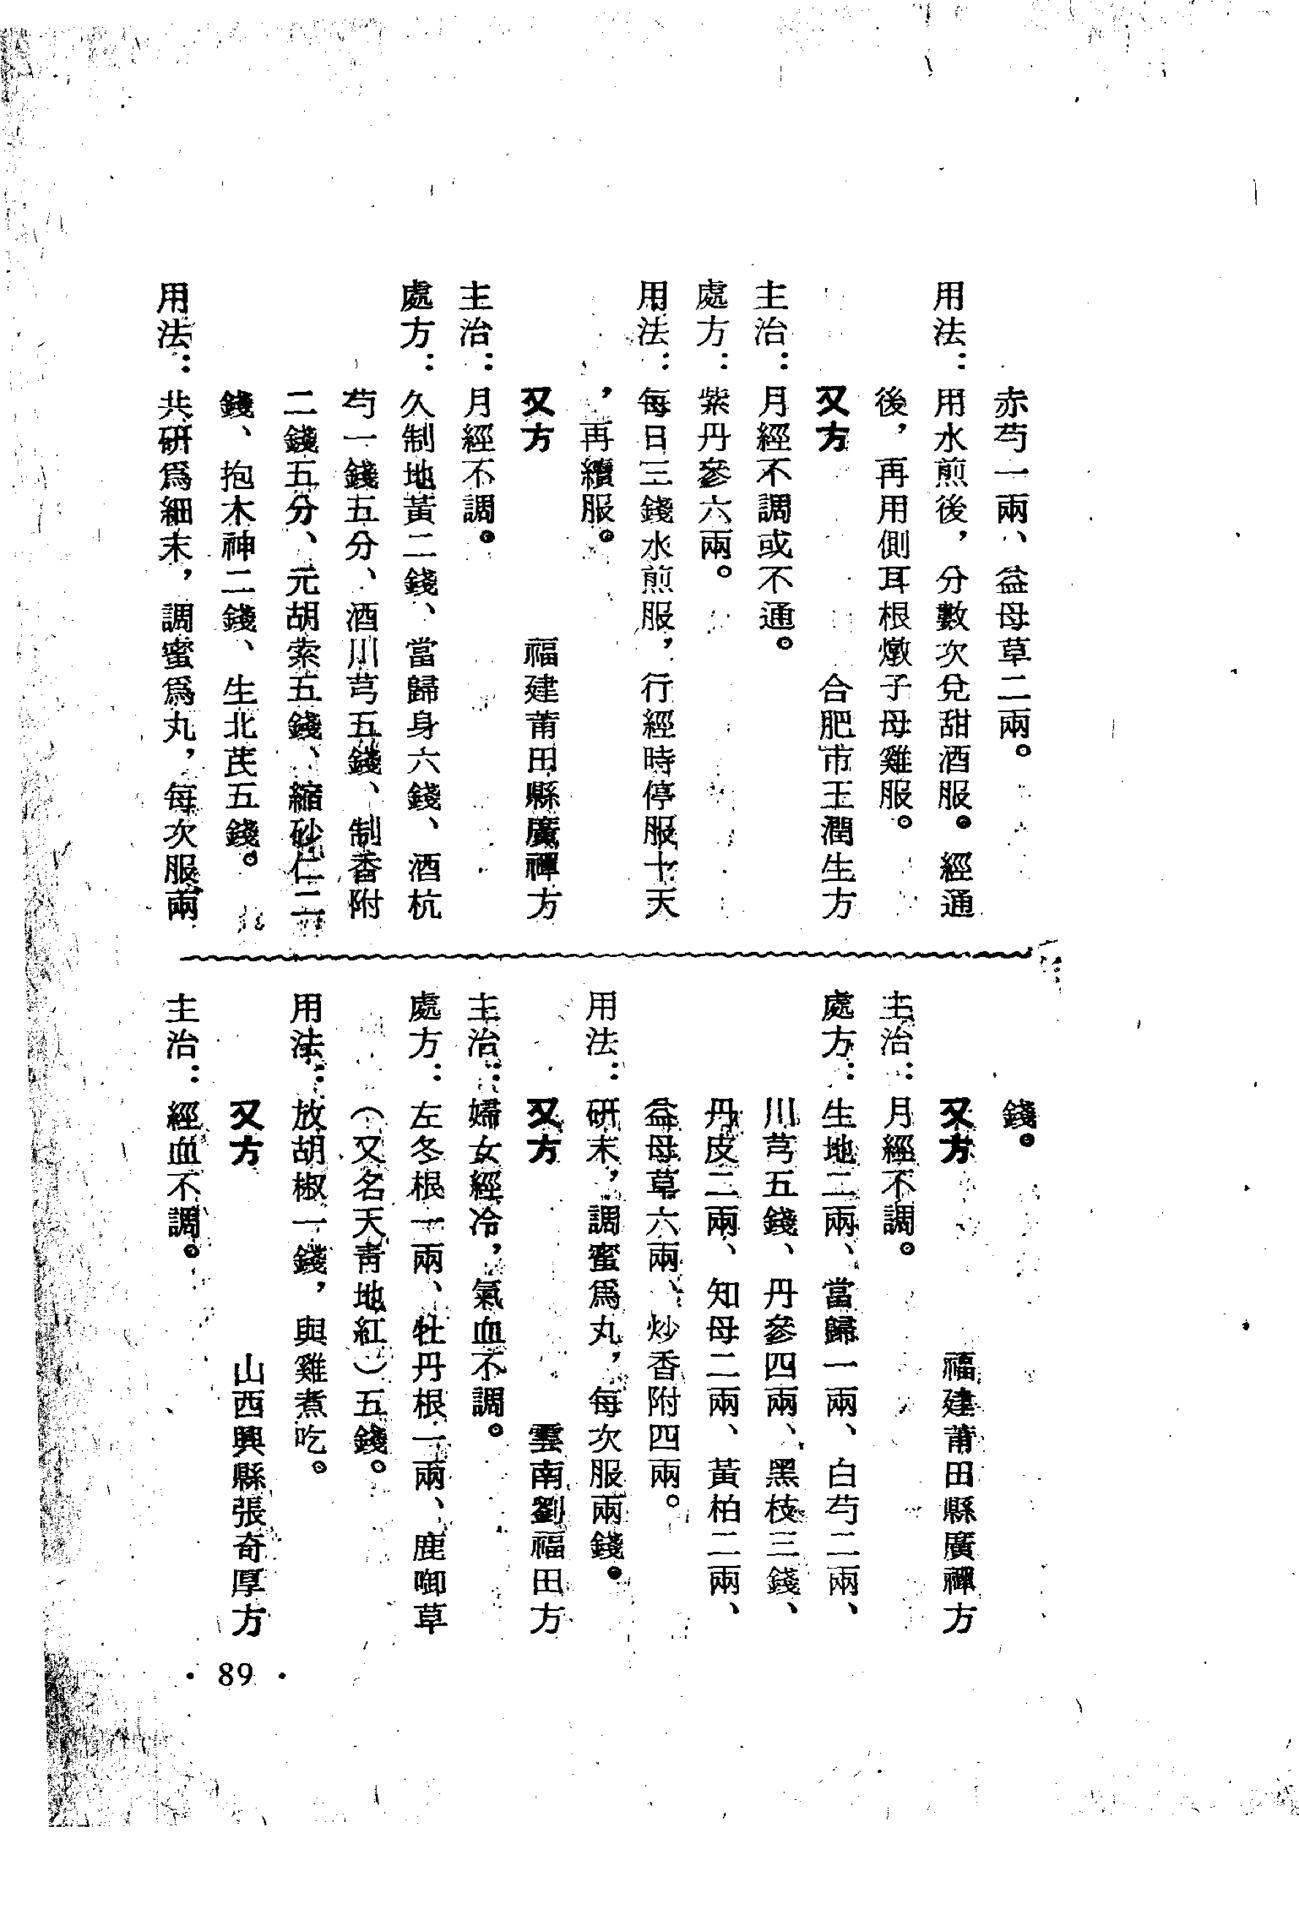 赤芍一兩、益母草二兩。
用法：用水煎後，分數次兌甜酒服。經通
後，再用側耳根燉子母雞服。
又方 合肥市王潤生方
主治：月經不調或不通。
處方：紫丹參六兩。
用法：每日三錢水煎服，行經時停服十天
，再續服。
又方 福建莆田縣廣禪方
主治：月經不調。
處方：久制地黃二錢、當歸身六錢、酒杭
芍一錢五分、酒川芎五錢、制香附
二錢五分、元胡索五錢、縮砂仁二
錢、抱木神二錢、生北芪五錢。
用法：共研爲細末，調蜜爲丸，每次服兩
錢。
又方 福建莆田縣廣禪方
主治：月經不調。
處方：生地二兩、當歸一兩、白芍二兩、
川芎五錢、丹參四兩、黑枝三錢、
丹皮二兩、知母二兩、黃柏二兩、
益母草六兩、炒香附四兩。
用法：研末，調蜜爲丸，每次服兩錢。
又方 雲南劉福田方
主治：婦女經冷，氣血不調。
處方：左冬根一兩、牡丹根一兩、鹿啣草
（又名天青地紅）五錢。
用法：放胡椒一錢，與雞煮吃。
又方 山西興縣張奇厚方
主治：經血不調。
· 89 ·